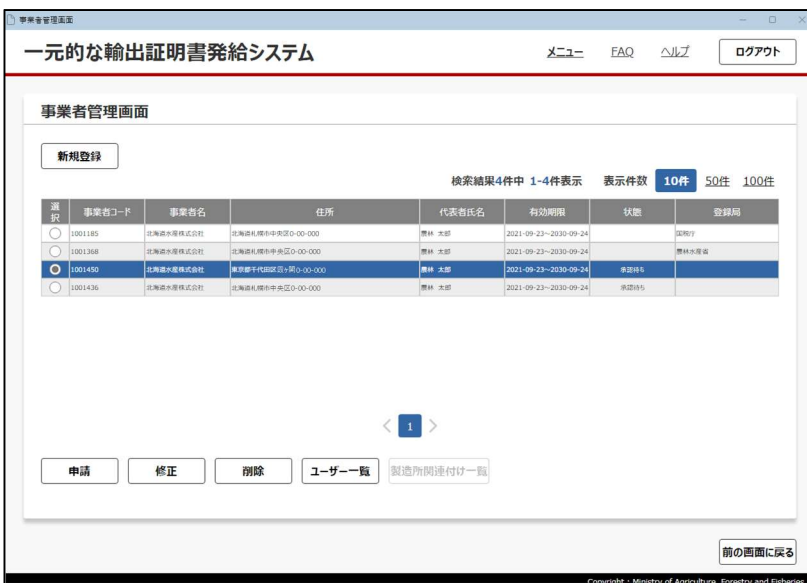 事業者管理画面
一元的な輸出証明書発給システム
メニュー FAQ ヘルプ ログアウト
事業者管理画面
新規登録
検索結果4件中 1-4件表示 表示件数 10件 50件 100件
選択 事業者コード 事業者名 住所 代表者氏名 有効期限 状態 登録局
1001185 北海道水産株式会社 北海道札幌市中央区0-00-000 農林 太郎 2021-09-23~2030-09-24 国税庁
1001368 北海道水産株式会社 北海道札幌市中央区0-00-000 農林 太郎 2021-09-23~2030-09-24 農林水産省
1001450 北海道水産株式会社 東京都千代田区霞ヶ関0-00-000 農林 太郎 2021-09-23~2030-09-24 承認待ち
1001436 北海道水産株式会社 北海道札幌市中央区0-00-000 農林 太郎 2021-09-23~2030-09-24 承認待ち
< 1 >
申請 修正 削除 ユーザー一覧 製造所関連付け一覧
前の画面に戻る
Copyright : Ministry of Agriculture, Forestry and Fisheries